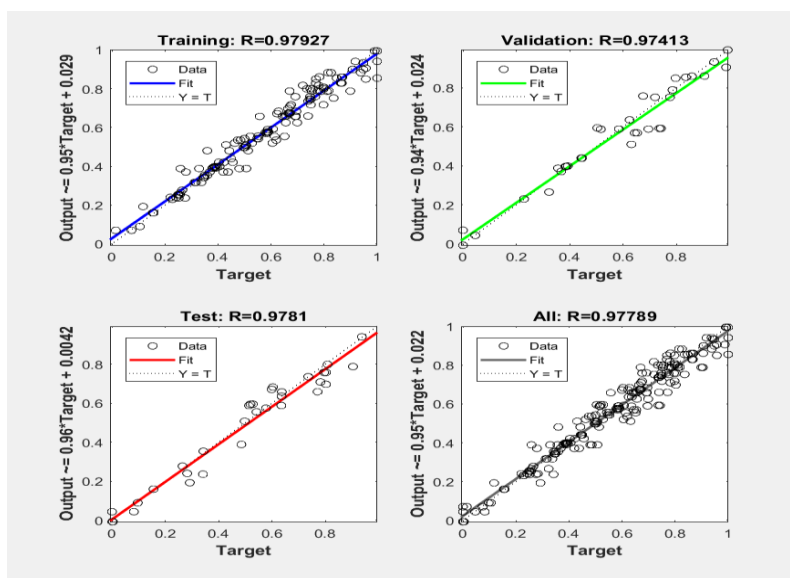 Training: R=0.97927
Output ~= 0.95*Target + 0.029
1
0.8
0.6
0.4
0.2
0
Data
Fit
Y = T
0 0.2 0.4 0.6 0.8 1
Target
Validation: R=0.97413
Output ~= 0.94*Target + 0.024
1
0.8
0.6
0.4
0.2
0
Data
Fit
Y = T
0 0.2 0.4 0.6 0.8
Target
Test: R=0.9781
Output ~= 0.96*Target + 0.0042
0.8
0.6
0.4
0.2
0
Data
Fit
Y = T
0 0.2 0.4 0.6 0.8
Target
All: R=0.97789
Output ~= 0.95*Target + 0.022
1
0.8
0.6
0.4
0.2
0
Data
Fit
Y = T
0 0.2 0.4 0.6 0.8 1
Target